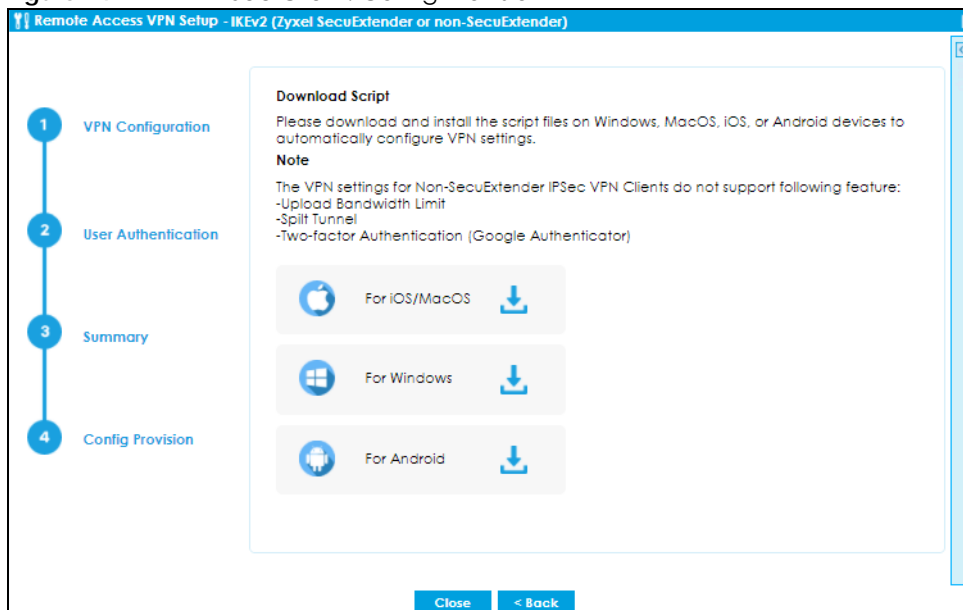 Remote Access VPN Setup - IKEv2 (Zyxel SecuExtender or non-SecuExtender)
1 VPN Configuration
2 User Authentication
3 Summary
4 Config Provision
Download Script
Please download and install the script files on Windows, MacOS, iOS, or Android devices to
automatically configure VPN settings.
Note
The VPN settings for Non-SecuExtender IPSec VPN Clients do not support following feature:
-Upload Bandwidth Limit
-Spilt Tunnel
-Two-factor Authentication (Google Authenticator)
For iOS/MacOS
For Windows
For Android
Close
< Back